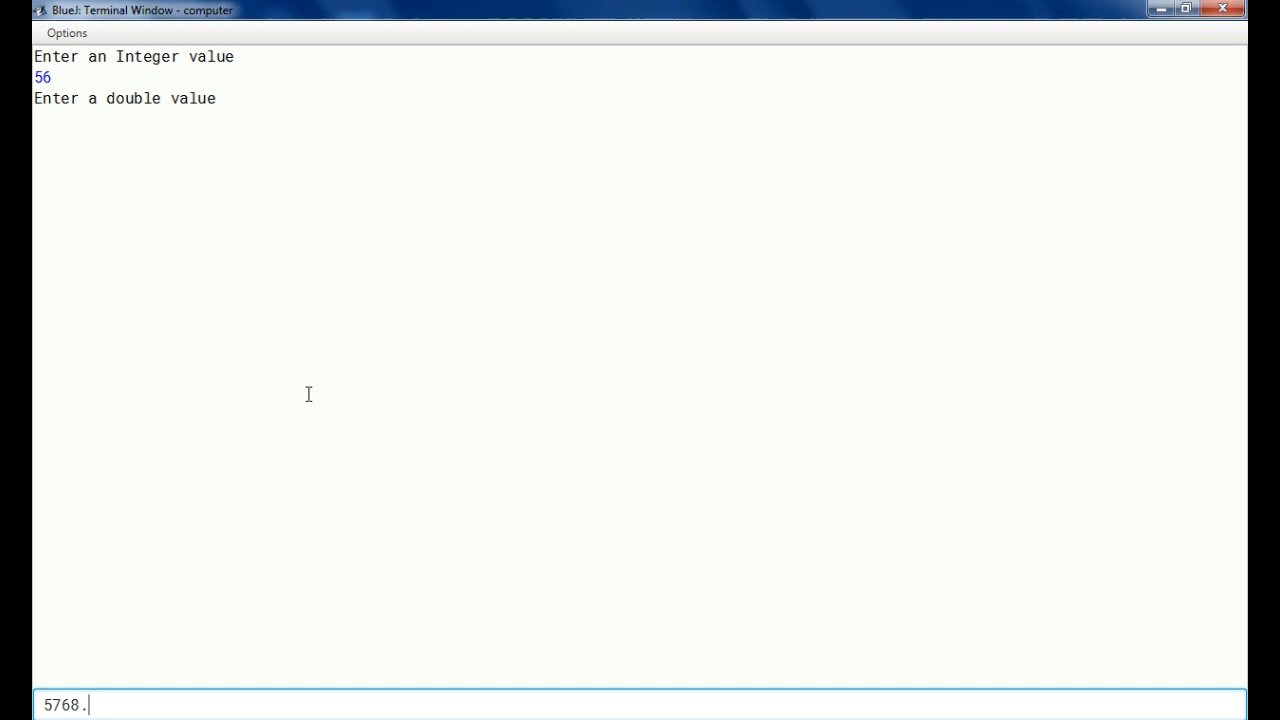 BlueJ: Terminal Window - computer
Options
Enter an Integer value
56
Enter a double value
5768.